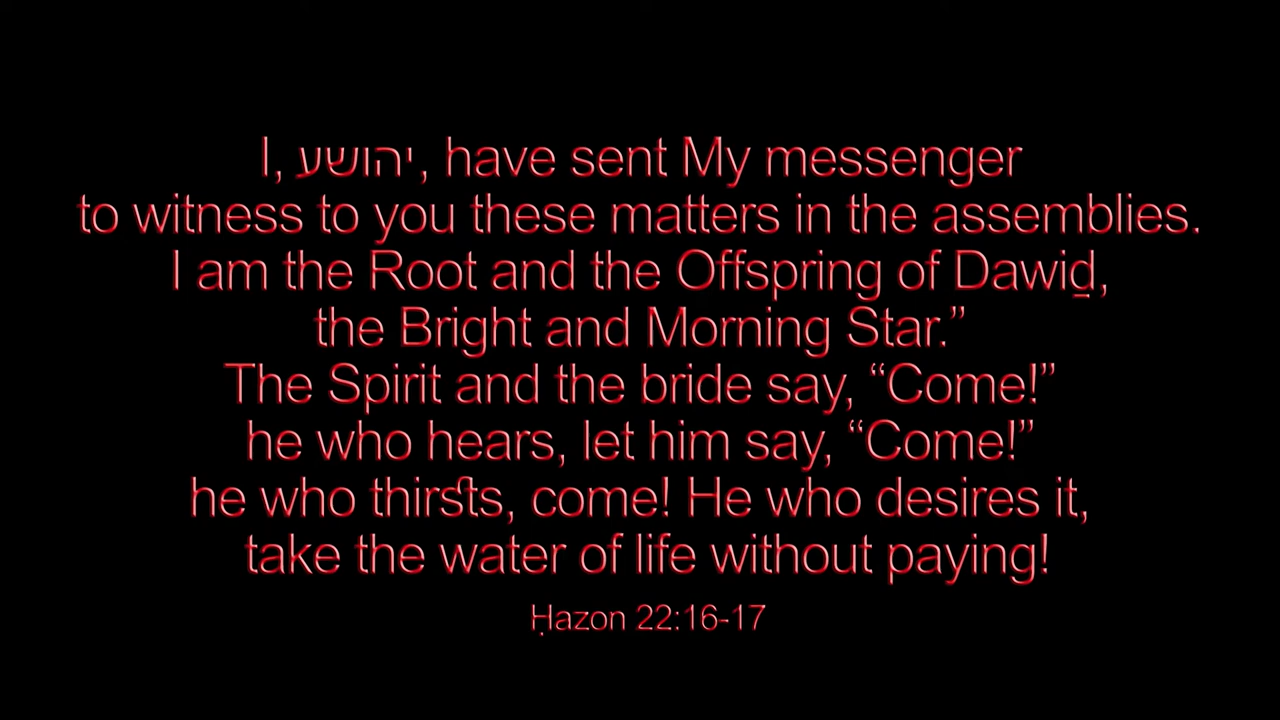 I, יהושע, have sent My messenger
to witness to you these matters in the assemblies.
I am the Root and the Offspring of Dawiḏ,
the Bright and Morning Star.”
The Spirit and the bride say, “Come!”
he who hears, let him say, “Come!”
he who thirsts, come! He who desires it,
take the water of life without paying!
Ḥazon 22:16-17